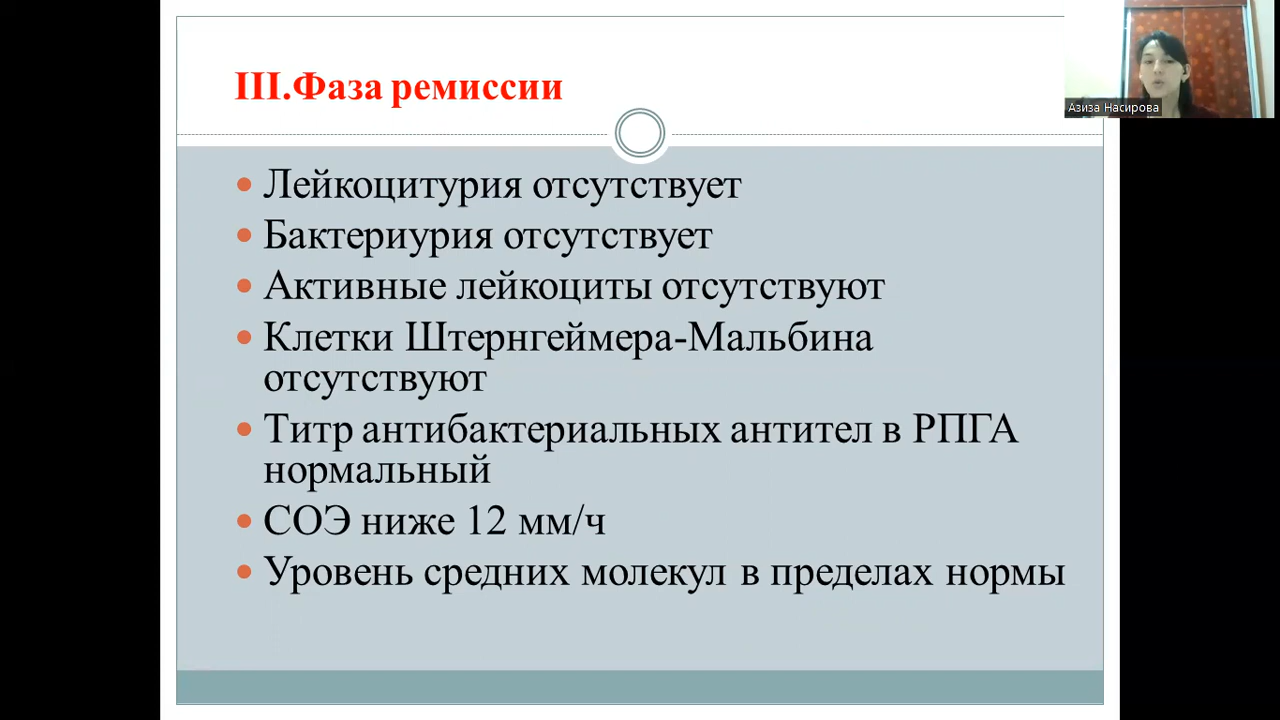 III.Фаза ремиссии
Азиза Насирова
Лейкоцитурия отсутствует
Бактериурия отсутствует
Активные лейкоциты отсутствуют
Клетки Штернгеймера-Мальбина
отсутствуют
Титр антибактериальных антител в РПГА
нормальный
СОЭ ниже 12 мм/ч
Уровень средних молекул в пределах нормы